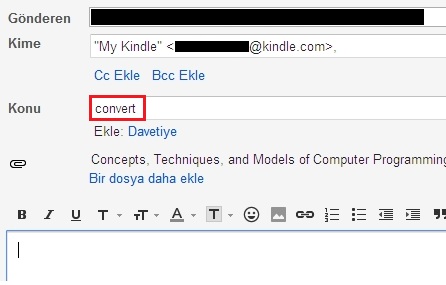 Gönderen
Kime "My Kindle" < @kindle.com>,
Cc Ekle Bcc Ekle
Konu convert
Ekle: Davetiye
Concepts, Techniques, and Models of Computer Programming
Bir dosya daha ekle
B I U T T A T